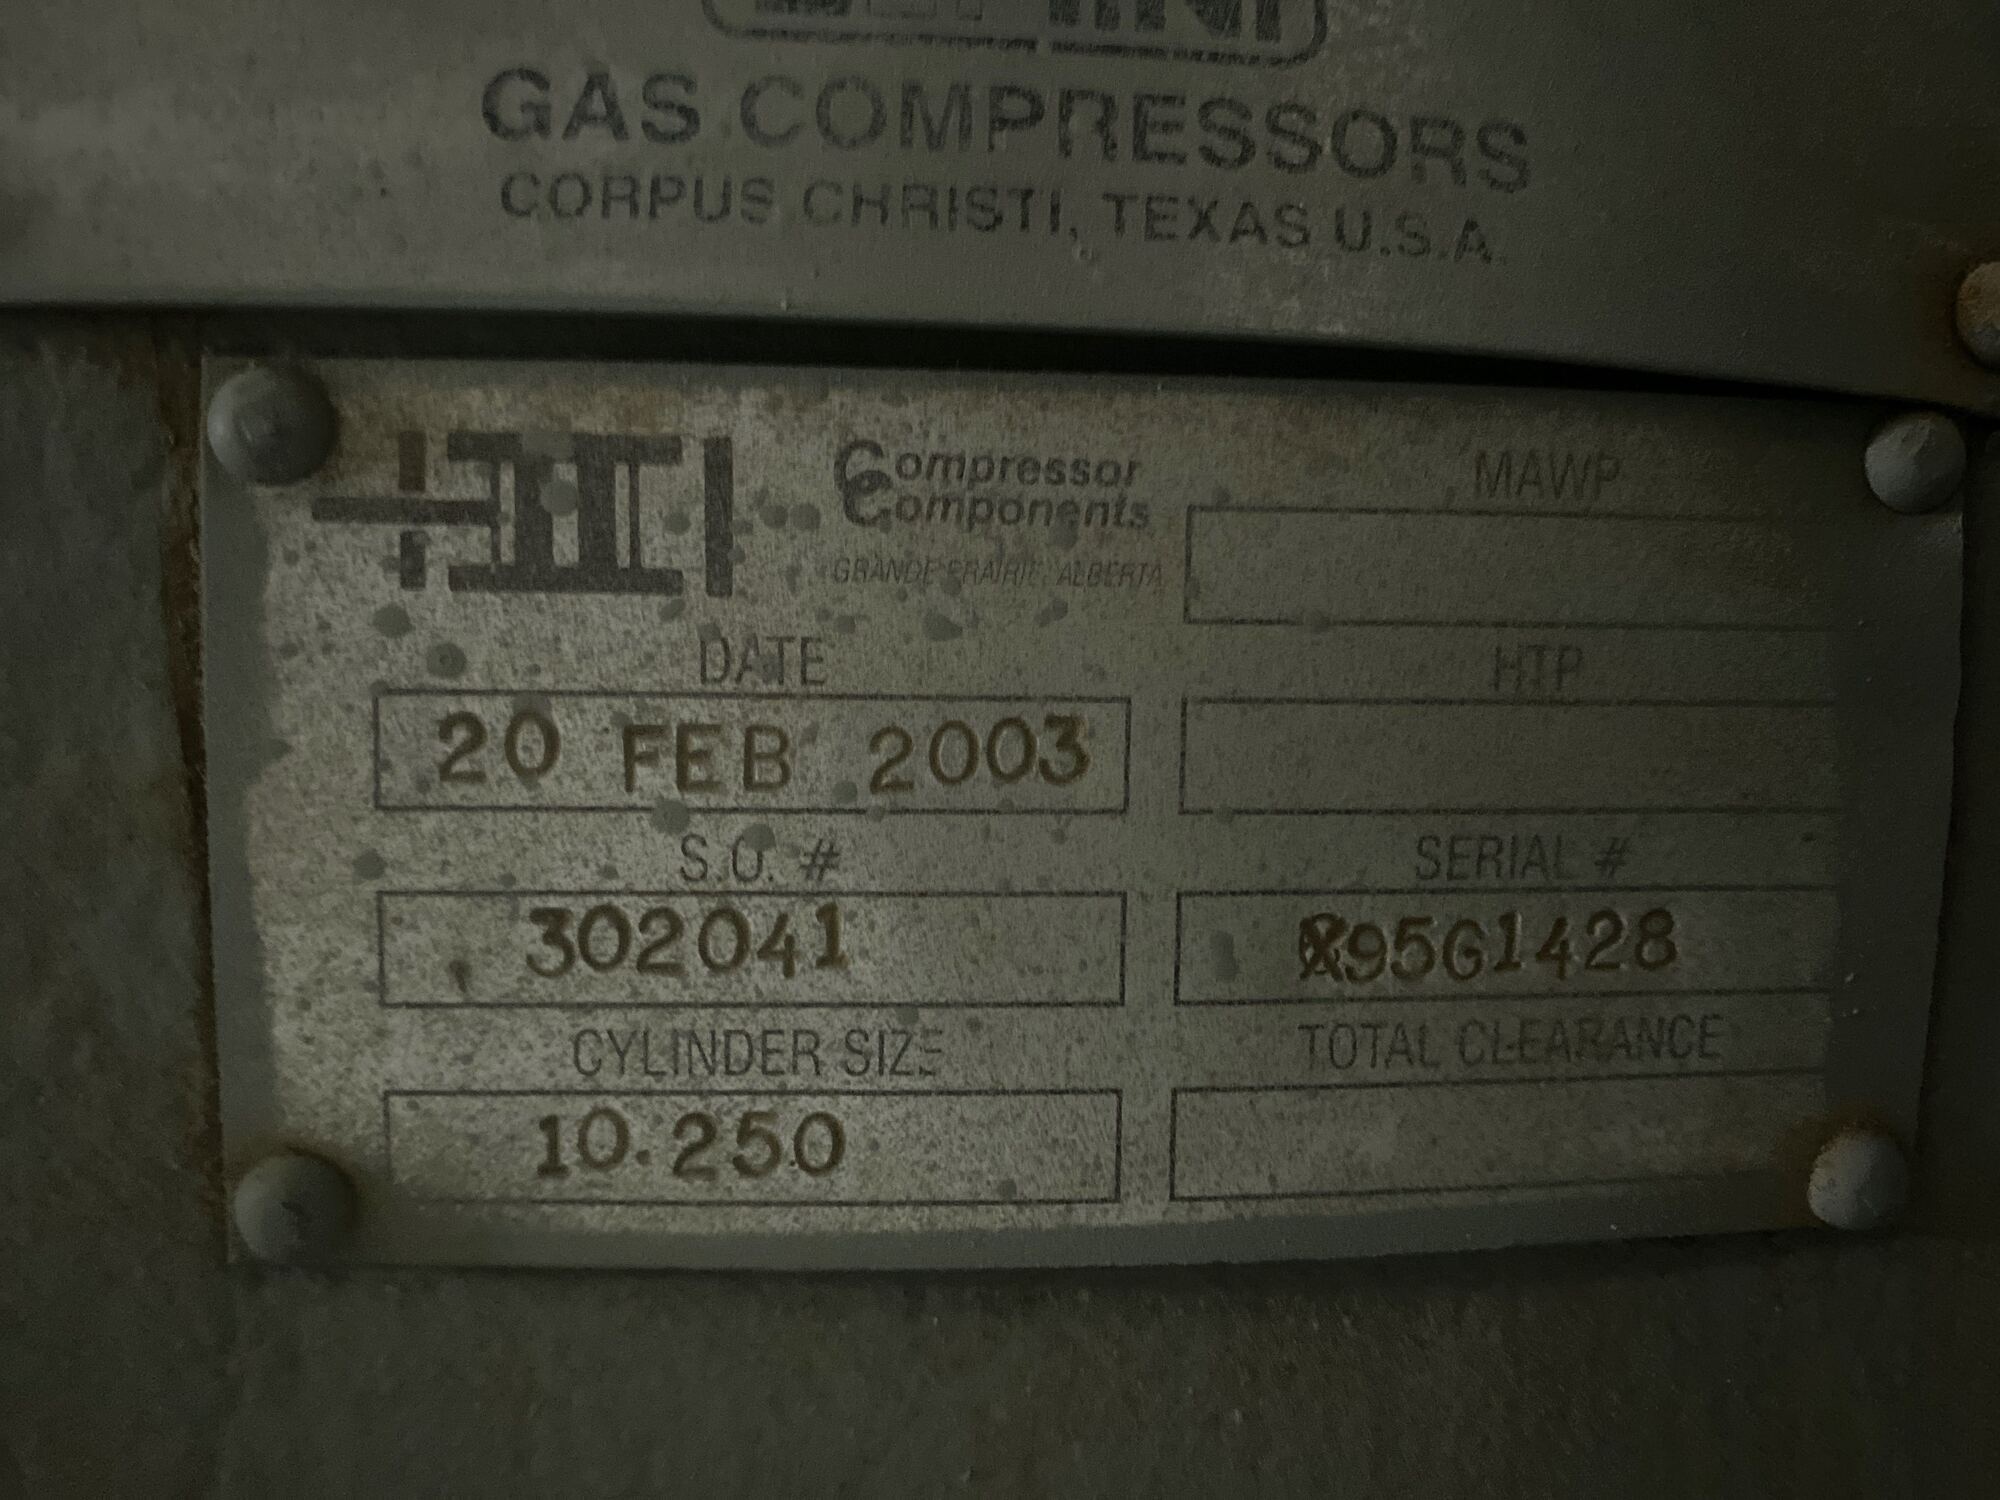 GAS COMPRESSORS
CORPUS CHRISTI, TEXAS U.S.A.
Compressor
Components
GRANDE PRAIRIE, ALBERTA
MAWP
DATE
HTP
20 FEB 2003
S.O. #
SERIAL #
302041
X95G1428
CYLINDER SIZE
TOTAL CLEARANCE
10.250